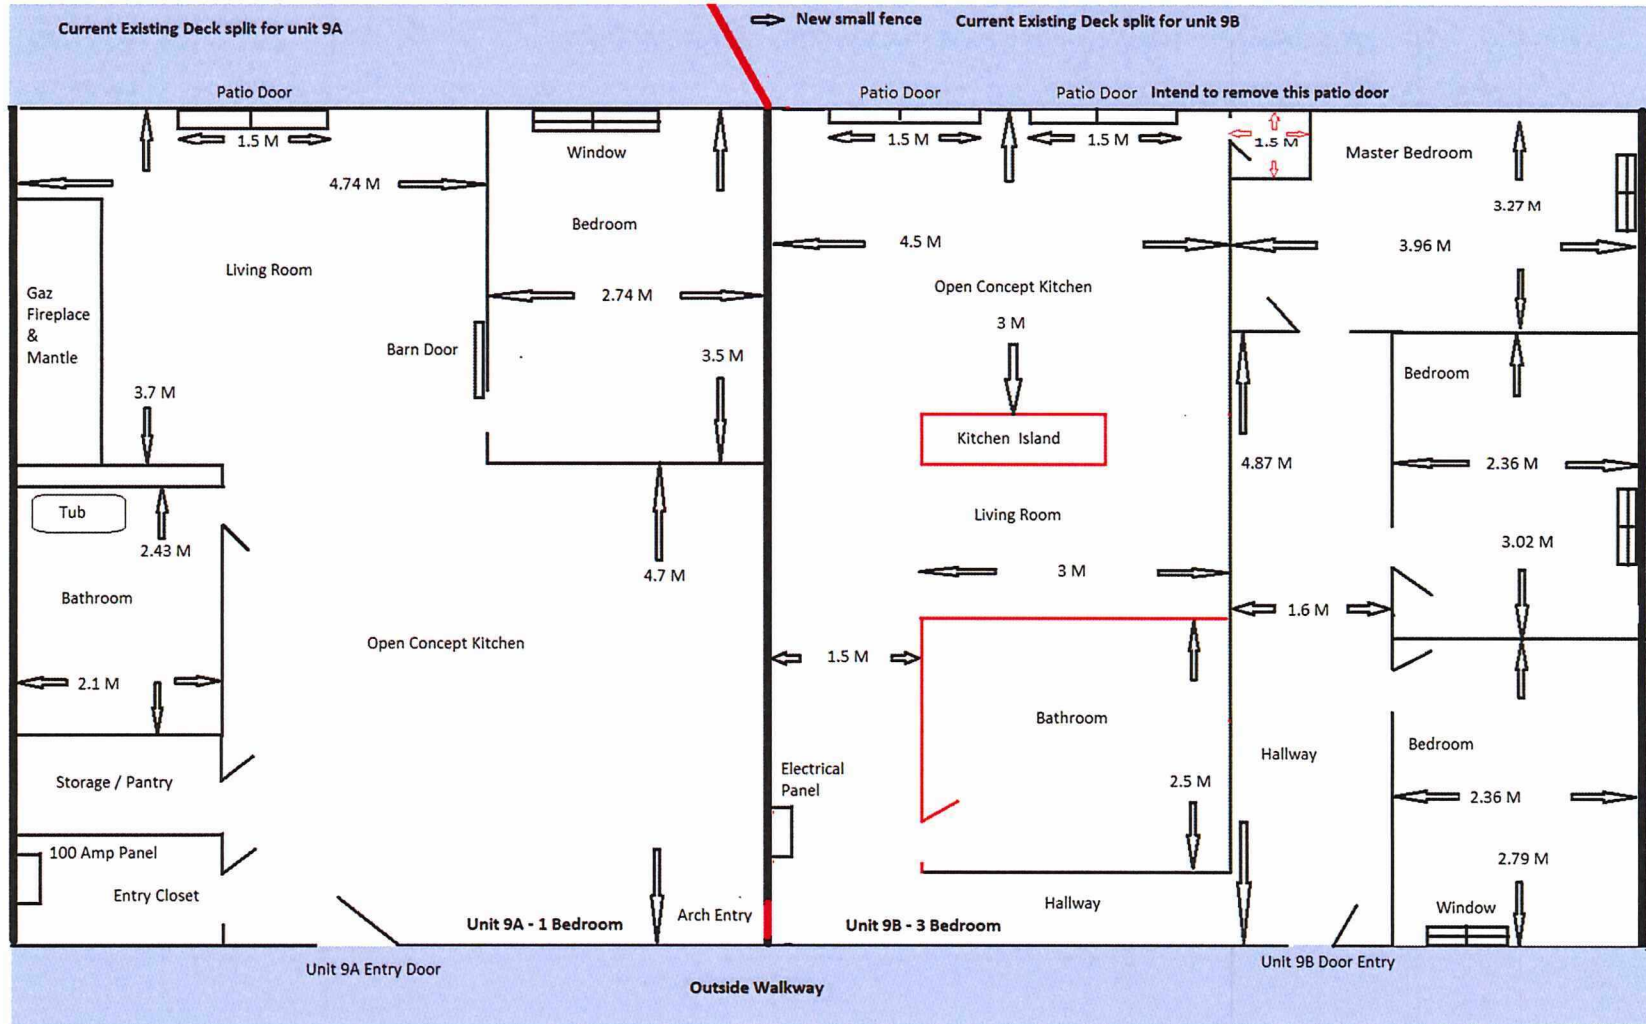 Current Existing Deck split for unit 9A
New small fence
Current Existing Deck split for unit 9B
Patio Door
Patio Door
Patio Door
Intend to remove this patio door
1.5 M
Window
1.5 M
1.5 M
1.5 M
Master Bedroom
4.74 M
3.27 M
Bedroom
4.5 M
3.96 M
Living Room
Gaz
Fireplace
&
Mantle
2.74 M
Open Concept Kitchen
3 M
Barn Door
3.5 M
Bedroom
3.7 M
Kitchen Island
4.87 M
2.36 M
Tub
Living Room
2.43 M
3.02 M
4.7 M
3 M
Bathroom
1.6 M
Open Concept Kitchen
1.5 M
2.1 M
Bathroom
Bedroom
Hallway
Storage / Pantry
Electrical
Panel
2.5 M
2.36 M
100 Amp Panel
2.79 M
Entry Closet
Hallway
Window
Unit 9A - 1 Bedroom
Arch Entry
Unit 9B - 3 Bedroom
Unit 9A Entry Door
Unit 9B Door Entry
Outside Walkway